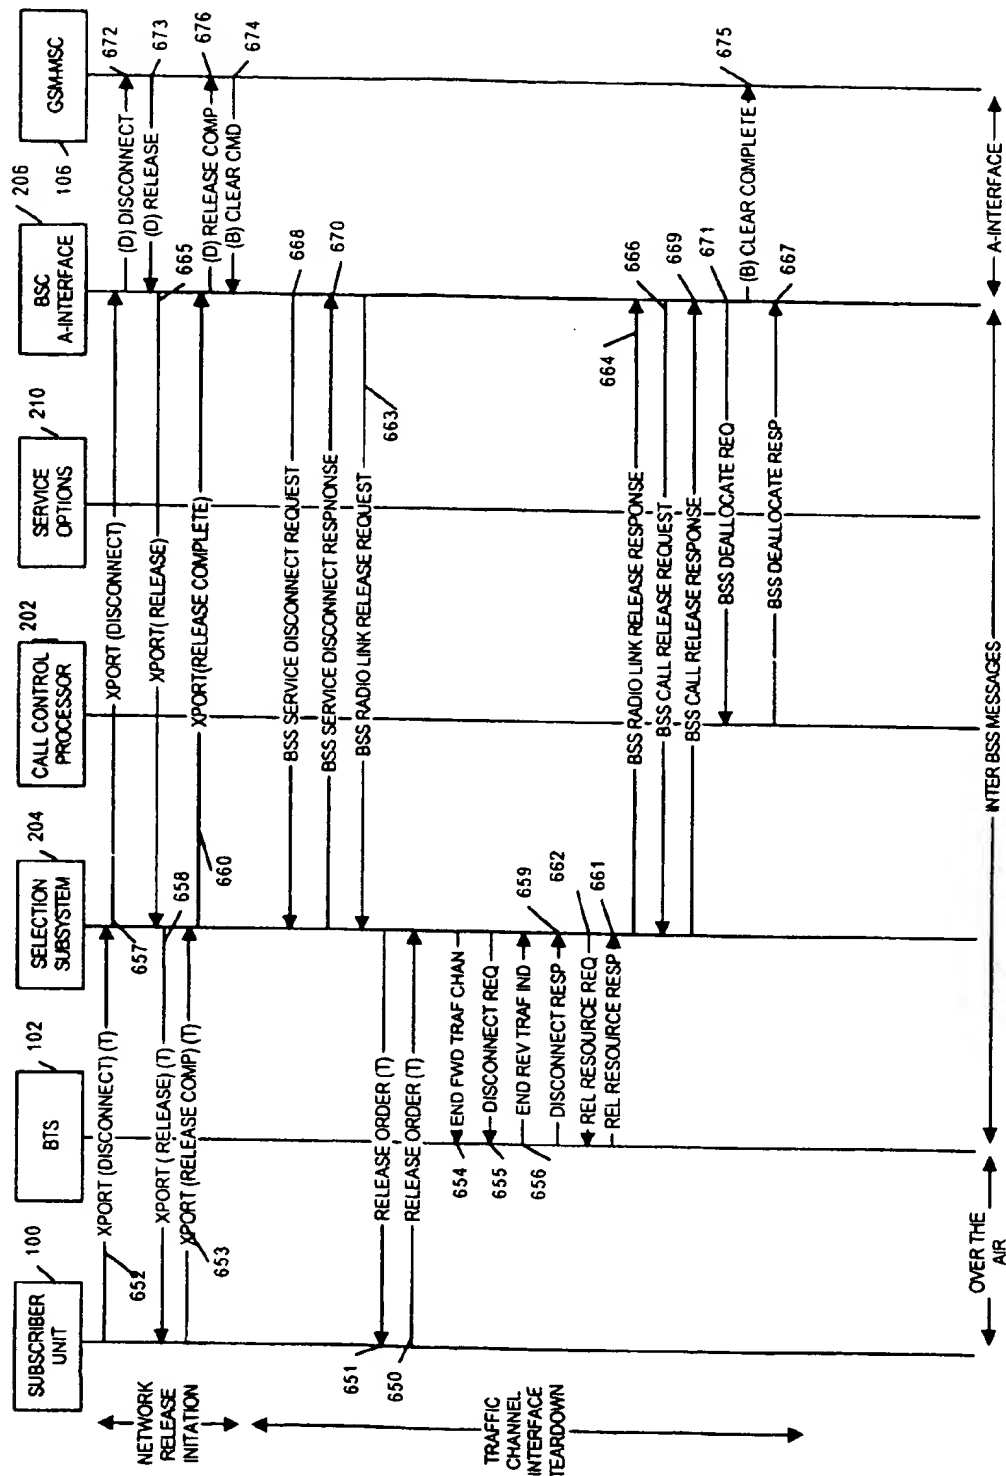 SUBSCRIBER
UNIT
100
BTS
102
SELECTION
SUBSYSTEM
204
CALL CONTROL
PROCESSOR
202
SERVICE
OPTIONS
210
BSC
A-INTERFACE
206
GSM-MSC
106
NETWORK
RELEASE
INITATION
XPORT (DISCONNECT) (T)
652
657
XPORT (DISCONNECT)
(D) DISCONNECT
672
(D) RELEASE
673
665
XPORT( RELEASE)
658
XPORT ( RELEASE) (T)
XPORT (RELEASE COMP) (T)
653
660
XPORT(RELEASE COMPLETE)
(D) RELEASE COMP
676
(B) CLEAR CMD
674
TRAFFIC
CHANNEL
INTERFACE
TEARDOWN
BSS SERVICE DISCONNECT REQUEST
668
BSS SERVICE DISCONNECT RESPNONSE
670
BSS RADIO LINK RELEASE REQUEST
663
651
RELEASE ORDER (T)
650
RELEASE ORDER (T)
654
END FWD TRAF CHAN
655
DISCONNECT REQ
656
END REV TRAF IND
659
DISCONNECT RESP
662
REL RESOURCE REQ
661
REL RESOURCE RESP
BSS RADIO LINK RELEASE RESPONSE
664
BSS CALL RELEASE REQUEST
666
BSS CALL RELEASE RESPONSE
669
BSS DEALLOCATE REQ
671
(B) CLEAR COMPLETE
675
BSS DEALLOCATE RESP
667
OVER THE
AIR
INTER BSS MESSAGES
A-INTERFACE